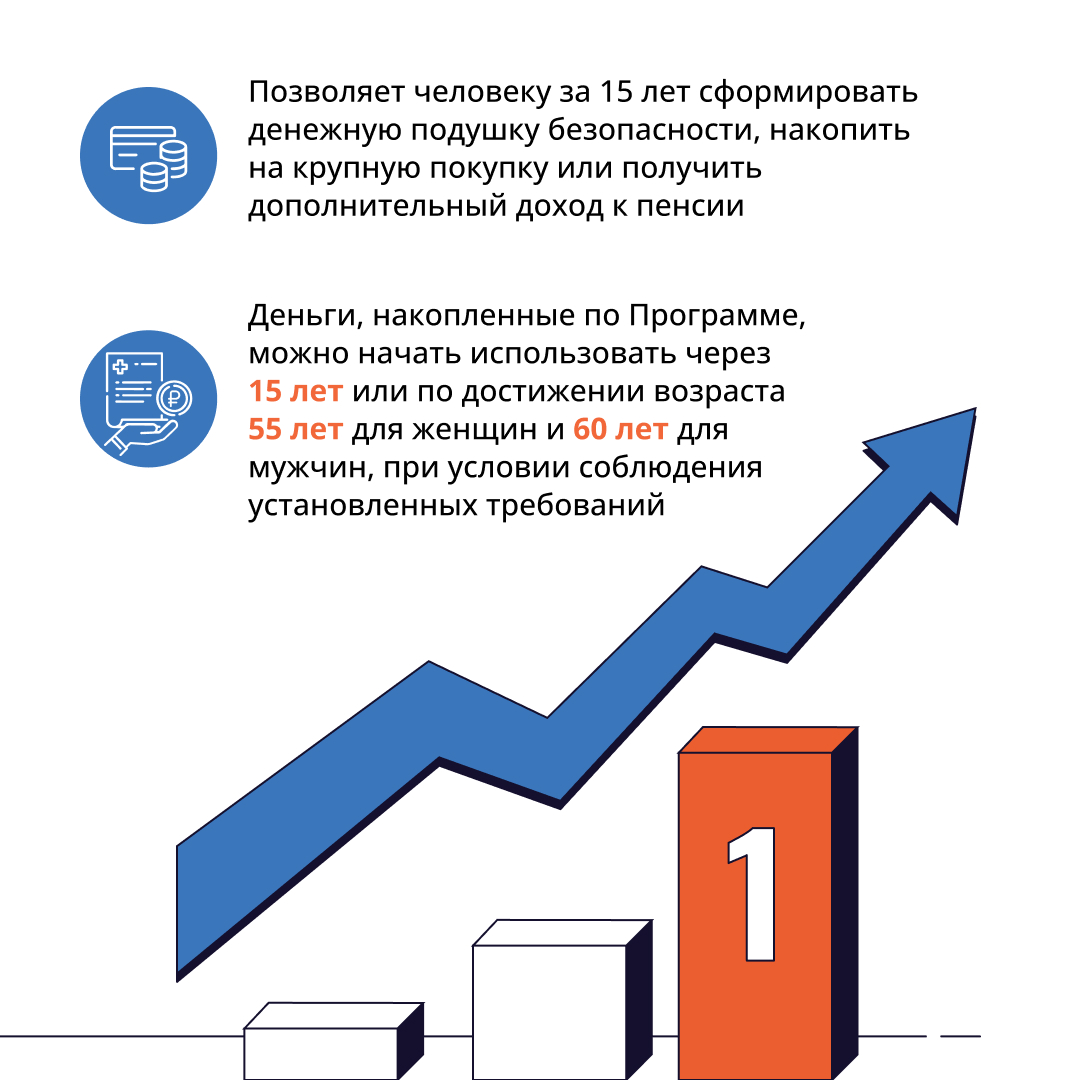 Позволяет человеку за 15 лет сформировать
денежную подушку безопасности, накопить
на крупную покупку или получить
дополнительный доход к пенсии
Деньги, накопленные по Программе,
можно начать использовать через
15 лет или по достижении возраста
55 лет для женщин и 60 лет для
мужчин, при условии соблюдения
установленных требований
1